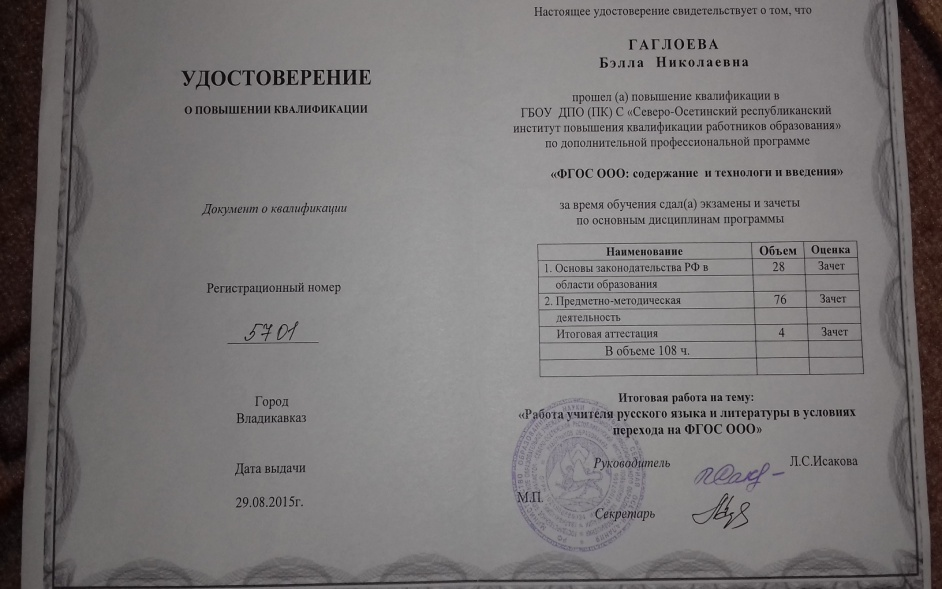 УДОСТОВЕРЕНИЕ
О ПОВЫШЕНИИ КВАЛИФИКАЦИИ
Документ о квалификации
Регистрационный номер
5701
Город
Владикавказ
Дата выдачи
29.08.2015г.
Настоящее удостоверение свидетельствует о том, что
ГАГЛОЕВА
Бэлла Николаевна
прошел (а) повышение квалификации в
ГБОУ ДПО (ПК) С «Северо-Осетинский республиканский
институт повышения квалификации работников образования»
по дополнительной профессиональной программе
«ФГОС ООО: содержание и технологи и введения»
за время обучения сдал(а) экзамены и зачеты
по основным дисциплинам программы
Наименование Объем Оценка
1. Основы законодательства РФ в 28 Зачет
области образования
2. Предметно-методическая 76 Зачет
деятельность
Итоговая аттестация 4 Зачет
В объеме 108 ч.
Итоговая работа на тему:
«Работа учителя русского языка и литературы в условиях
перехода на ФГОС ООО»
Руководитель Л.С.Исакова
М.П.
Секретарь